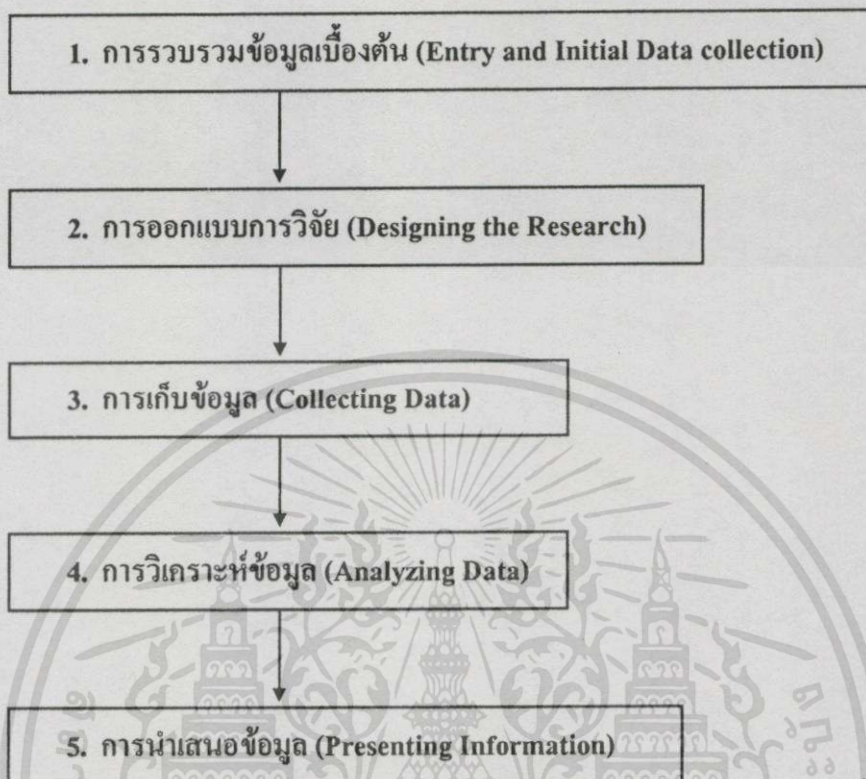 1. การรวบรวมข้อมูลเบื้องต้น (Entry and Initial Data collection)
2. การออกแบบการวิจัย (Designing the Research)
3. การเก็บข้อมูล (Collecting Data)
4. การวิเคราะห์ข้อมูล (Analyzing Data)
5. การนำเสนอข้อมูล (Presenting Information)